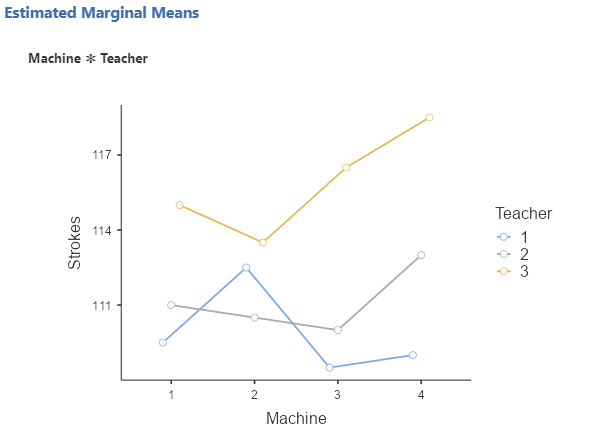 Estimated Marginal Means
Machine ✻ Teacher
117
114
111
Strokes
1 2 3 4
Machine
Teacher
1
2
3